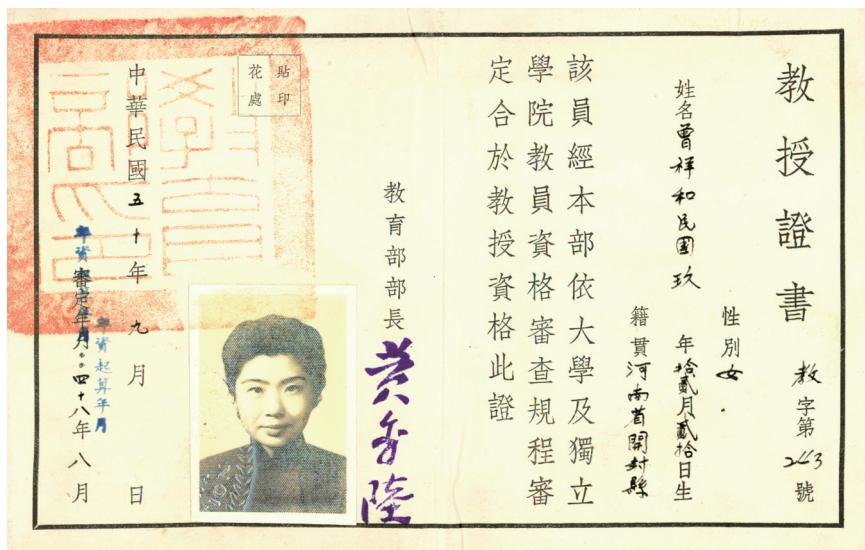 教授證書
教字第2663號
性別女
姓名曾祥和民國玖年拾貳月貳拾日生
籍貫河南省開封縣
該員經本部依大學及獨立
學院教員資格審查規程審
定合於教授資格此證
教育部部長
黃季陸
貼印
花處
中華民國五十年九月 日
年資起算年月
年資審定年月四十八年八月